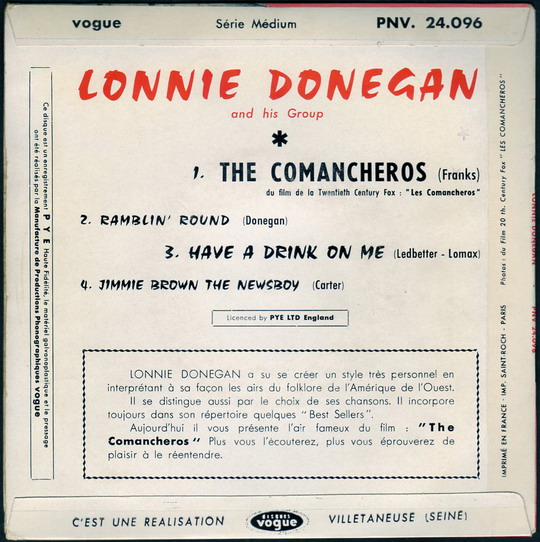 vogue Série Médium PNV. 24.096
LONNIE DONEGAN
and his Group
*
1. THE COMANCHEROS (Franks)
du film de la Twentieth Century Fox : "Les Comancheros"
2. RAMBLIN' ROUND (Donegan)
3. HAVE A DRINK ON ME (Ledbetter - Lomax)
4. JIMMIE BROWN THE NEWSBOY (Carter)
Licenced by PYE LTD England
LONNIE DONEGAN a su se créer un style très personnel en
interprétant à sa façon les airs du folklore de l'Amérique de l'Ouest.
Il se distingue aussi par le choix de ses chansons. Il incorpore
toujours dans son répertoire quelques "Best Sellers".
Aujourd'hui il vous présente l'air fameux du film : "The
Comancheros" Plus vous l'écouterez, plus vous éprouverez de
plaisir à le réentendre.
Ce disque est un enregistrement PYE Haute Fidélité, le matériel galvanoplastique et le pressage
ont été réalisés par la Manufacture de Productions Phonographiques vogue
IMPRIMÉ EN FRANCE - IMP. SAINT ROCH - PARIS Photos : du Film 20 th. Century Fox "LES COMANCHEROS"
LONNIE DONEGAN PNV. 24.096
C'EST UNE REALISATION DISQUES vogue VILLETANEUSE (SEINE)